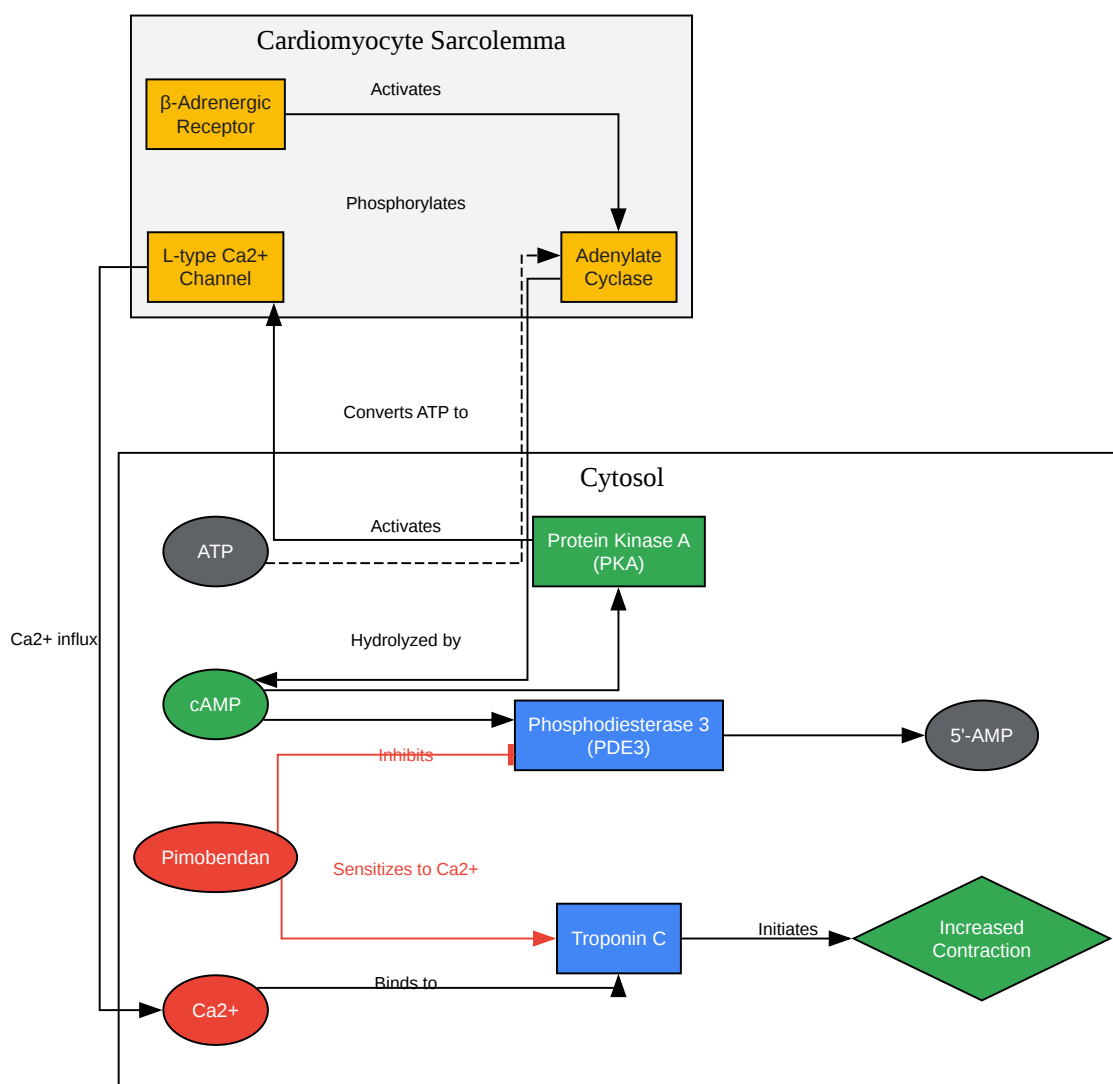 Cardiomyocyte Sarcolemma
Activates
β-Adrenergic
Receptor
Phosphorylates
L-type Ca2+
Channel
Adenylate
Cyclase
Converts ATP to
Cytosol
Activates
ATP
Protein Kinase A
(PKA)
Ca2+ influx
Hydrolyzed by
cAMP
Phosphodiesterase 3
(PDE3)
5'-AMP
Inhibits
Pimobendan
Sensitizes to Ca2+
Troponin C
Initiates
Increased
Contraction
Binds to
Ca2+